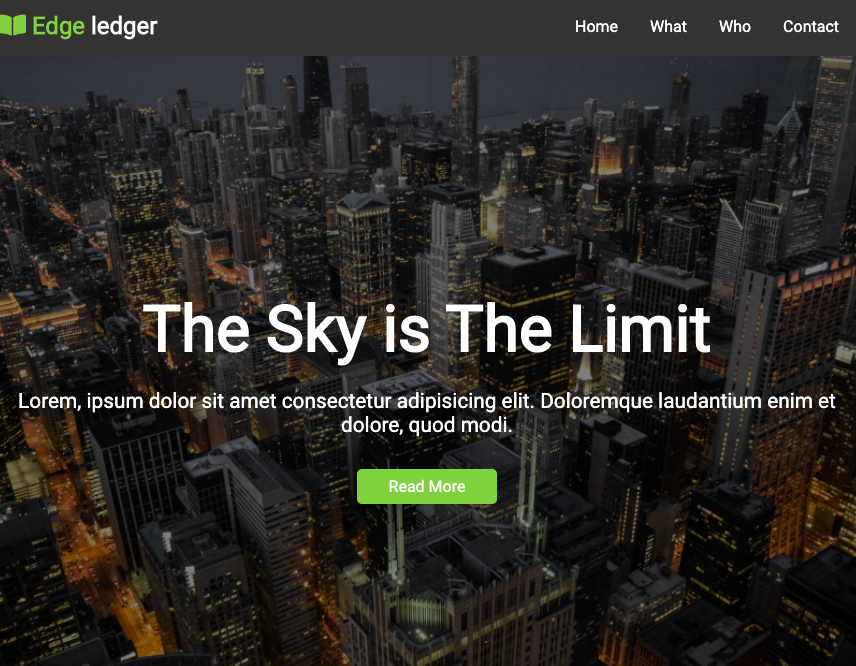 Edge ledger
Home What Who Contact
The Sky is The Limit
Lorem, ipsum dolor sit amet consectetur adipisicing elit. Doloremque laudantium enim et
dolore, quod modi.
Read More